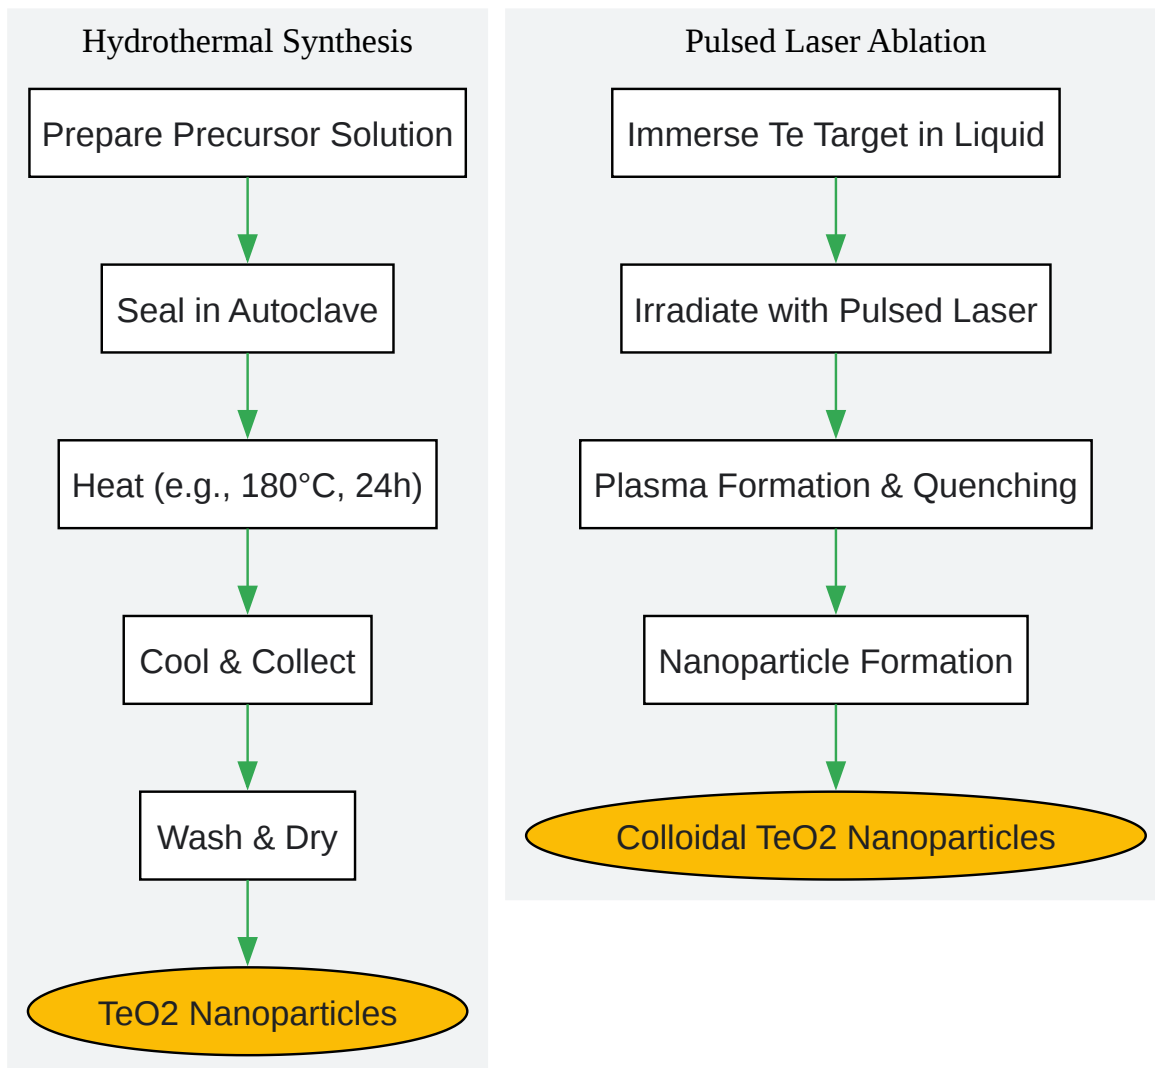 Hydrothermal Synthesis
Prepare Precursor Solution
Seal in Autoclave
Heat (e.g., 180°C, 24h)
Cool & Collect
Wash & Dry
TeO2 Nanoparticles
Pulsed Laser Ablation
Immerse Te Target in Liquid
Irradiate with Pulsed Laser
Plasma Formation & Quenching
Nanoparticle Formation
Colloidal TeO2 Nanoparticles